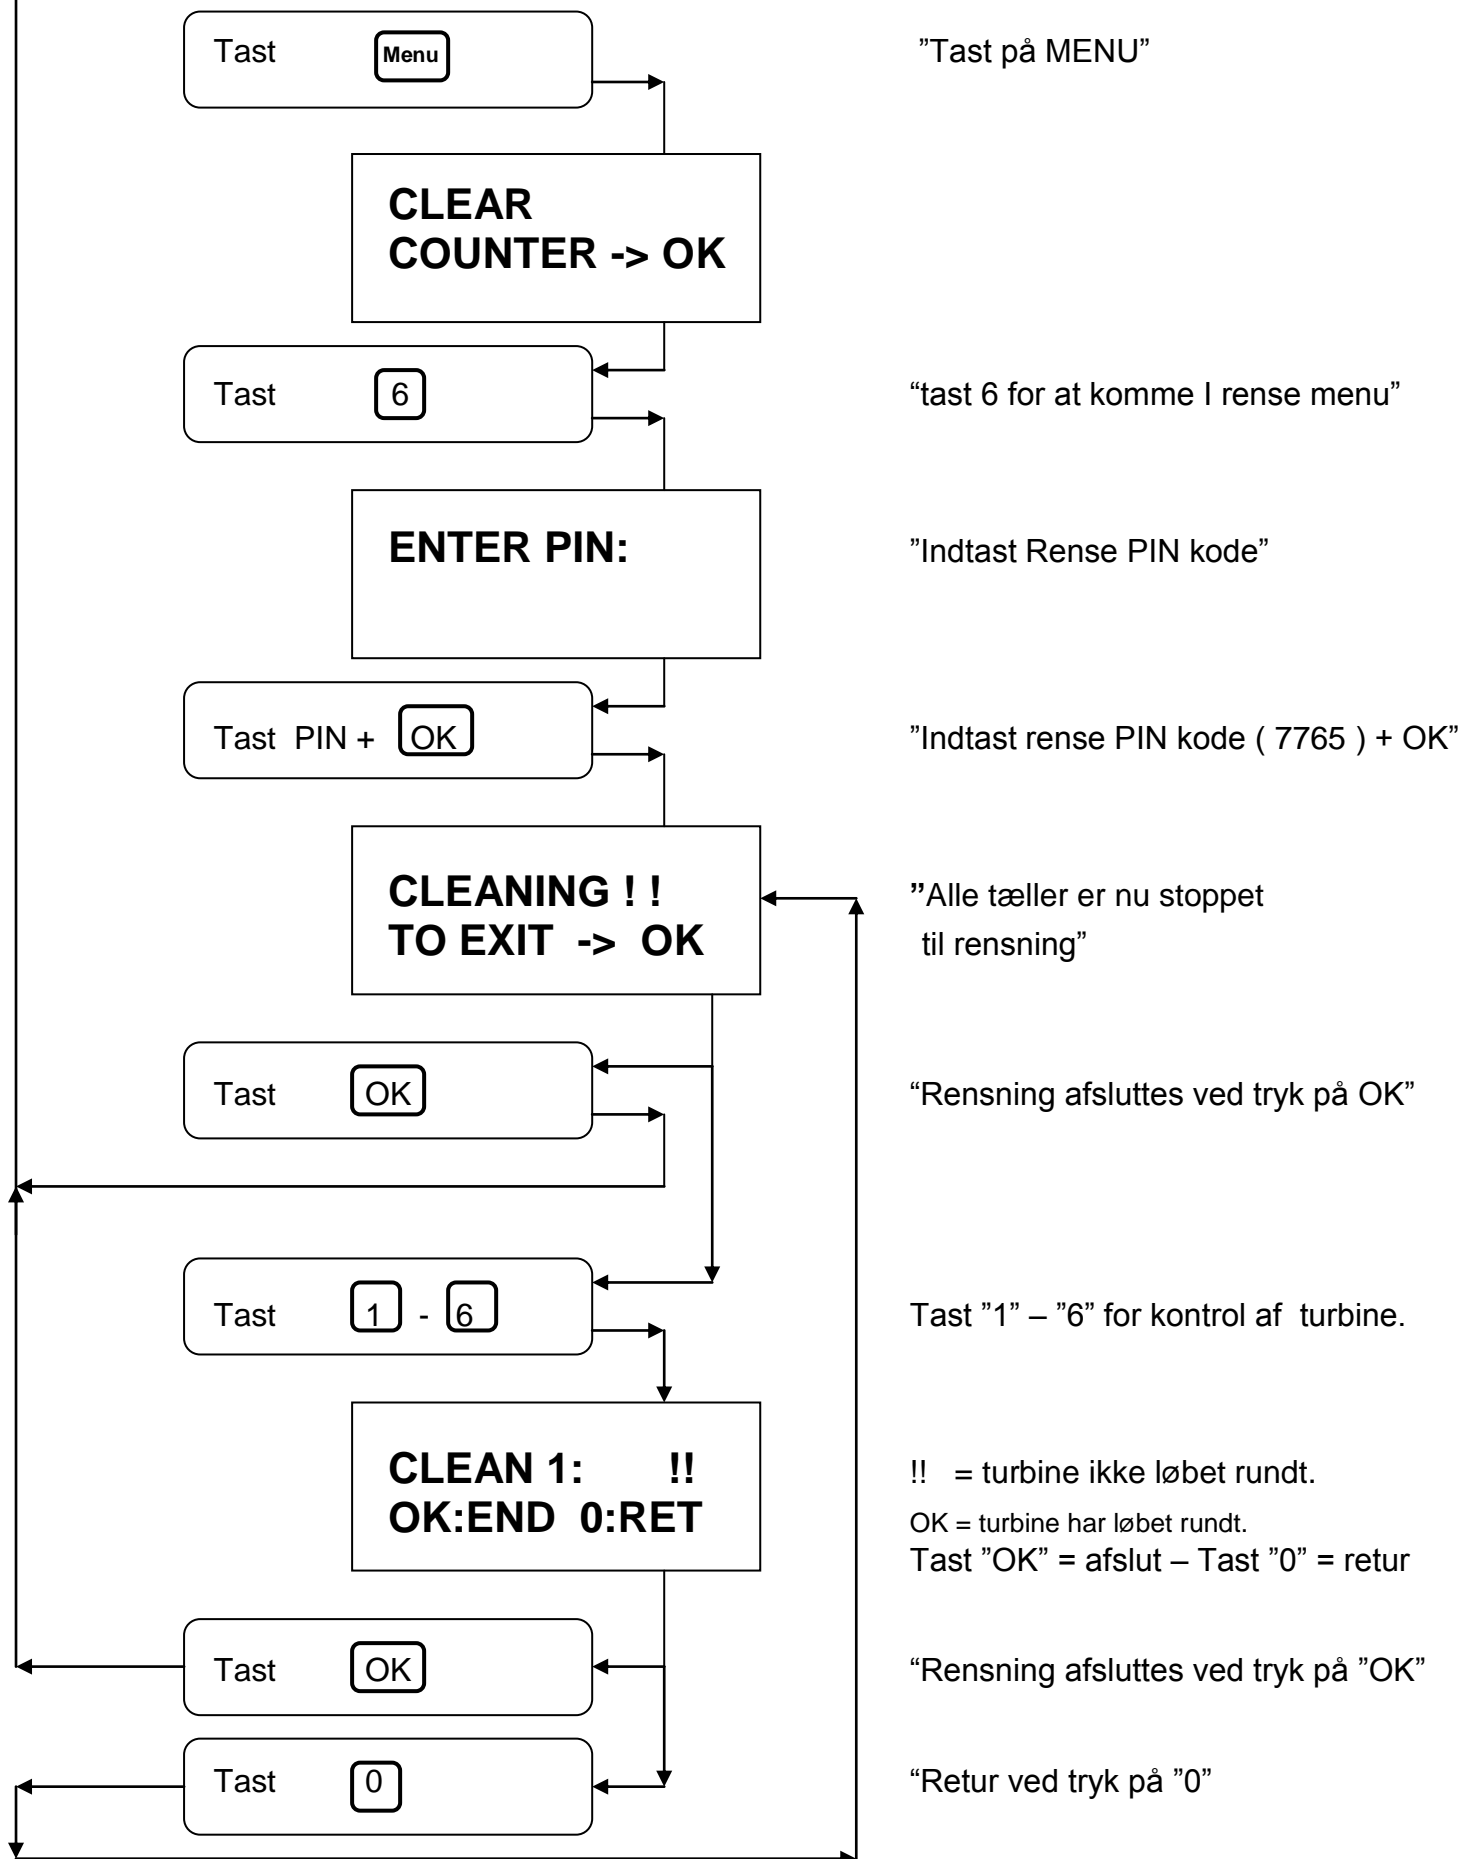 Tast Menu ”Tast på MENU”
CLEAR
COUNTER -> OK
Tast 6 “tast 6 for at komme I rense menu”
ENTER PIN: ”Indtast Rense PIN kode”
Tast PIN + OK ”Indtast rense PIN kode ( 7765 ) + OK”
CLEANING ! ! ”Alle tæller er nu stoppet
TO EXIT -> OK til rensning”
Tast OK “Rensning afsluttes ved tryk på OK”
Tast 1 - 6 Tast ”1” – ”6” for kontrol af turbine.
CLEAN 1: !! !! = turbine ikke løbet rundt.
OK:END 0:RET OK = turbine har løbet rundt.
Tast ”OK” = afslut – Tast ”0” = retur
Tast OK “Rensning afsluttes ved tryk på ”OK”
Tast 0 “Retur ved tryk på ”0”